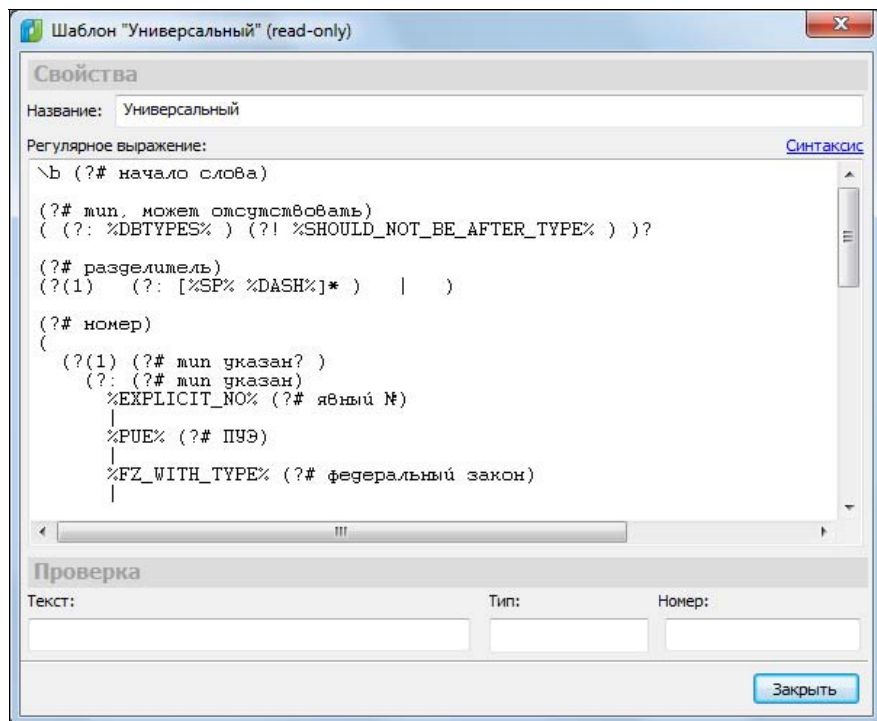 Шаблон "Универсальный" (read-only)
Свойства
Название: Универсальный
Регулярное выражение: Синтаксис
\b (?# начало слова)
(?# тип, может отсутствовать)
( (?: %DBTYPES% ) (?! %SHOULD_NOT_BE_AFTER_TYPE% ) )?
(?# разделитель)
(?(1) (?: [%SP% %DASH%]* ) | )
(?# номер)
(
(?(1) (?# тип указан? )
(?: (?# тип указан)
%EXPLICIT_NO% (?# явный №)
|
%PUE% (?# ПУЭ)
|
%FZ_WITH_TYPE% (?# федеральный закон)
|
Проверка
Текст: Тип: Номер:
Закрыть